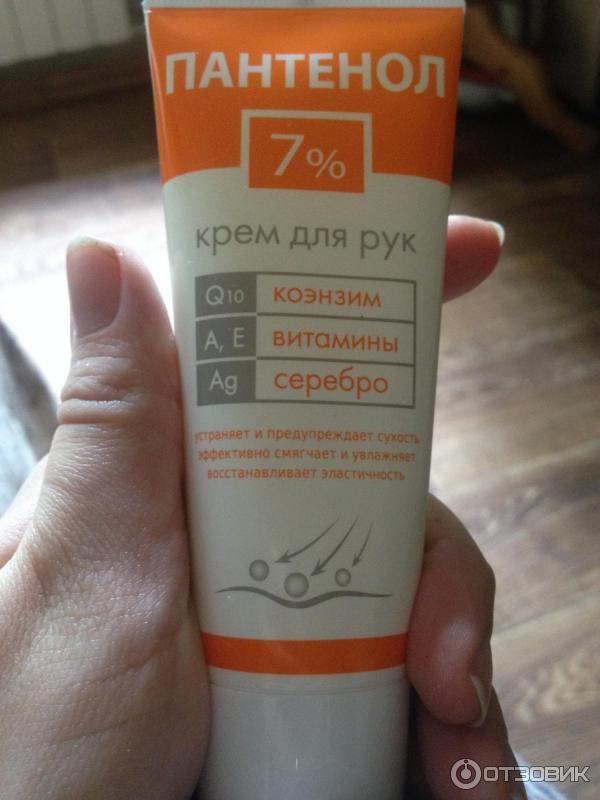 ПАНТЕНОЛ
7%
крем для рук
Q10 коэнзим
A, E витамины
Ag серебро
устраняет и предупреждает сухость
эффективно смягчает и увлажняет
восстанавливает эластичность
ОТЗОВИК